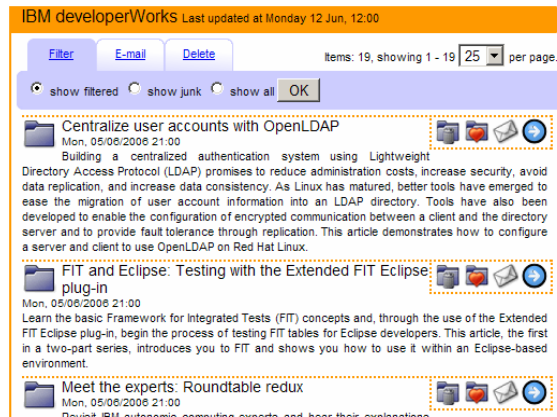 IBM developerWorks Last updated at Monday 12 Jun, 12:00
Filter E-mail Delete Items: 19, showing 1 - 19 25 per page.
show filtered show junk show all OK
Centralize user accounts with OpenLDAP
Mon, 05/06/2006 21:00
Building a centralized authentication system using Lightweight
Directory Access Protocol (LDAP) promises to reduce administration costs, increase security, avoid
data replication, and increase data consistency. As Linux has matured, better tools have emerged to
ease the migration of user account information into an LDAP directory. Tools have also been
developed to enable the configuration of encrypted communication between a client and the directory
server and to provide fault tolerance through replication. This article demonstrates how to configure
a server and client to use OpenLDAP on Red Hat Linux.
FIT and Eclipse: Testing with the Extended FIT Eclipse
plug-in
Mon, 05/06/2006 21:00
Learn the basic Framework for Integrated Tests (FIT) concepts and, through the use of the Extended
FIT Eclipse plug-in, begin the process of testing FIT tables for Eclipse developers. This article, the first
in a two-part series, introduces you to FIT and shows you how to use it within an Eclipse-based
environment.
Meet the experts: Roundtable redux
Mon, 05/06/2006 21:00
Revisit IBM autonomic computing experts and hear their explanations